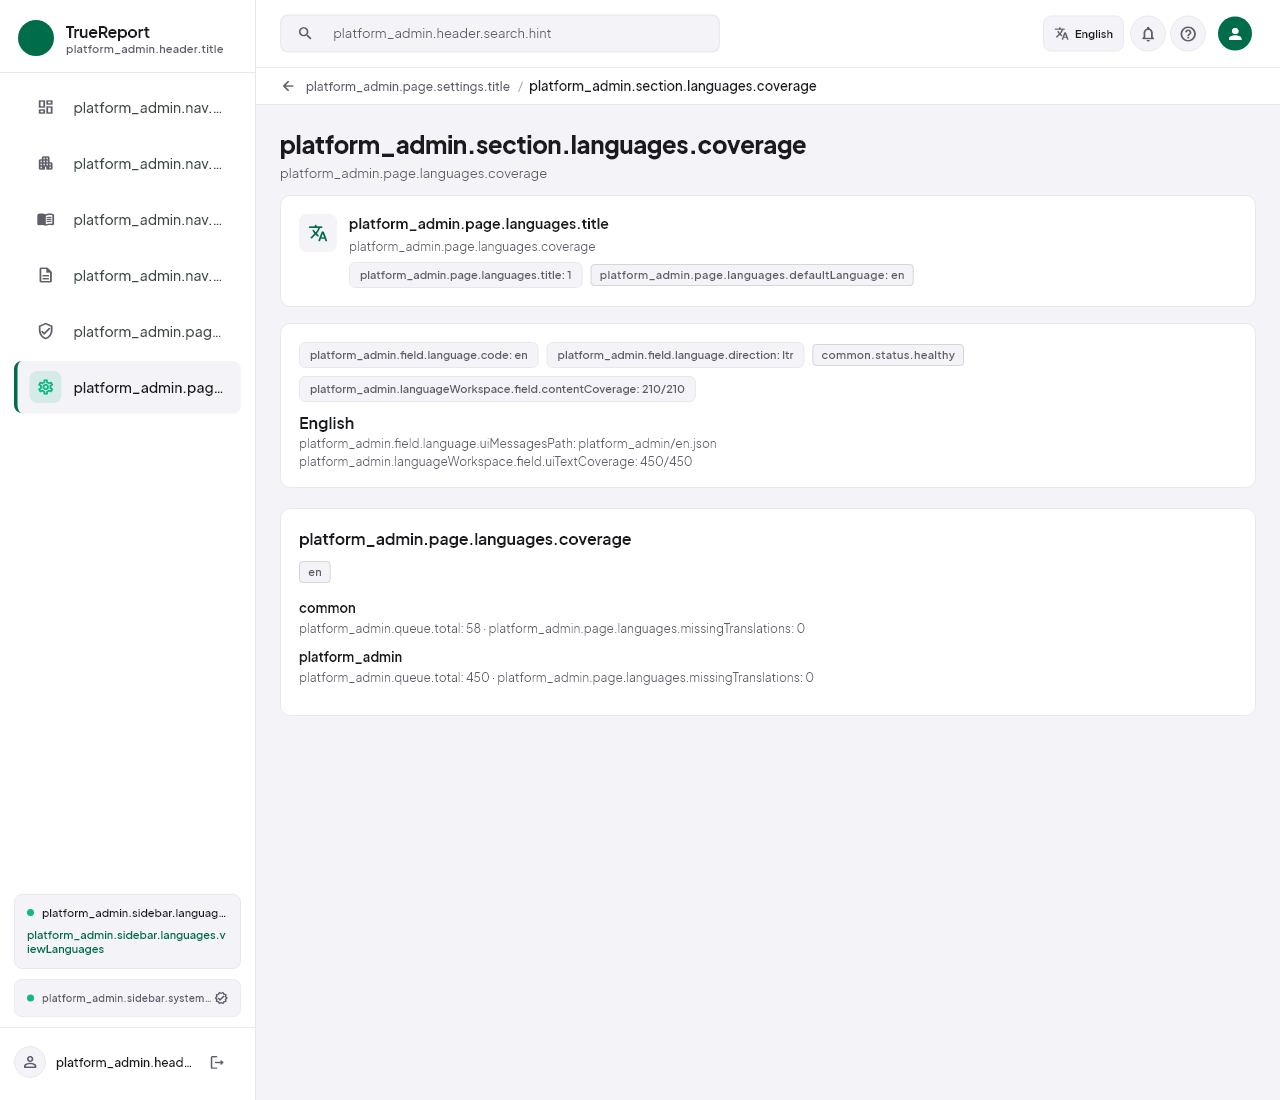 TrueReport
platform_admin.header.title
platform_admin.header.search.hint
English
platform_admin.page.settings.title / platform_admin.section.languages.coverage
platform_admin.nav....
platform_admin.nav....
platform_admin.nav....
platform_admin.nav....
platform_admin.pag...
platform_admin.pag...
platform_admin.section.languages.coverage
platform_admin.page.languages.coverage
platform_admin.page.languages.title
platform_admin.page.languages.coverage
platform_admin.page.languages.title: 1
platform_admin.page.languages.defaultLanguage: en
platform_admin.field.language.code: en
platform_admin.field.language.direction: ltr
common.status.healthy
platform_admin.languageWorkspace.field.contentCoverage: 210/210
English
platform_admin.field.language.uiMessagesPath: platform_admin/en.json
platform_admin.languageWorkspace.field.uiTextCoverage: 450/450
platform_admin.page.languages.coverage
en
common
platform_admin.queue.total: 58 · platform_admin.page.languages.missingTranslations: 0
platform_admin
platform_admin.queue.total: 450 · platform_admin.page.languages.missingTranslations: 0
platform_admin.sidebar.languag...
platform_admin.sidebar.languages.v
iewLanguages
platform_admin.sidebar.system...
platform_admin.head...